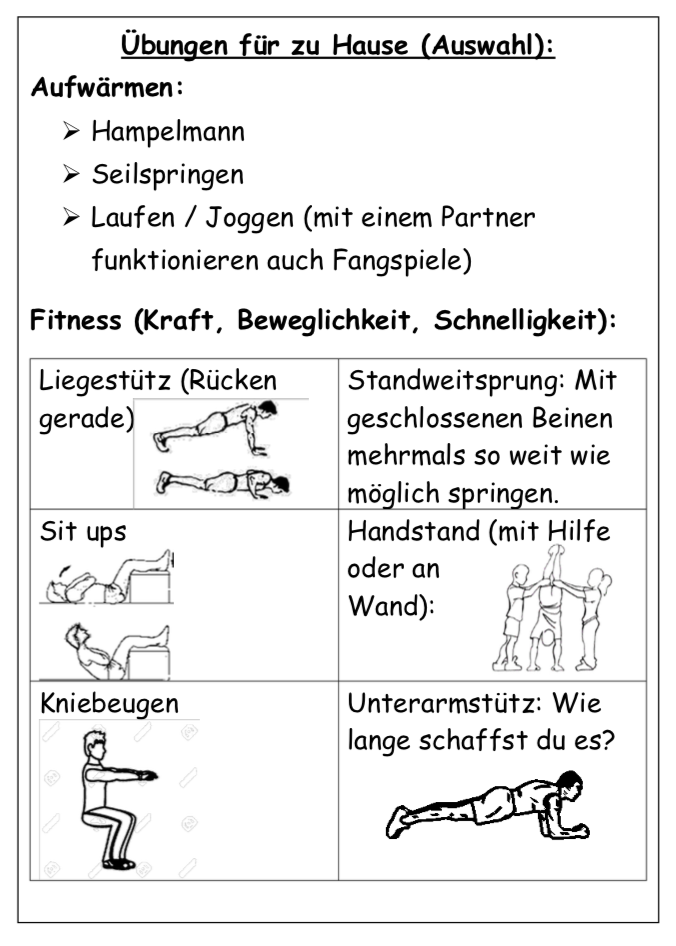 Übungen für zu Hause (Auswahl):
Aufwärmen:
➢ Hampelmann
➢ Seilspringen
➢ Laufen / Joggen (mit einem Partner
funktionieren auch Fangspiele)
Fitness (Kraft, Beweglichkeit, Schnelligkeit):
Liegestütz (Rücken
gerade)
Standweitsprung: Mit
geschlossenen Beinen
mehrmals so weit wie
möglich springen.
Sit ups
Handstand (mit Hilfe
oder an
Wand):
Kniebeugen
Unterarmstütz: Wie
lange schaffst du es?